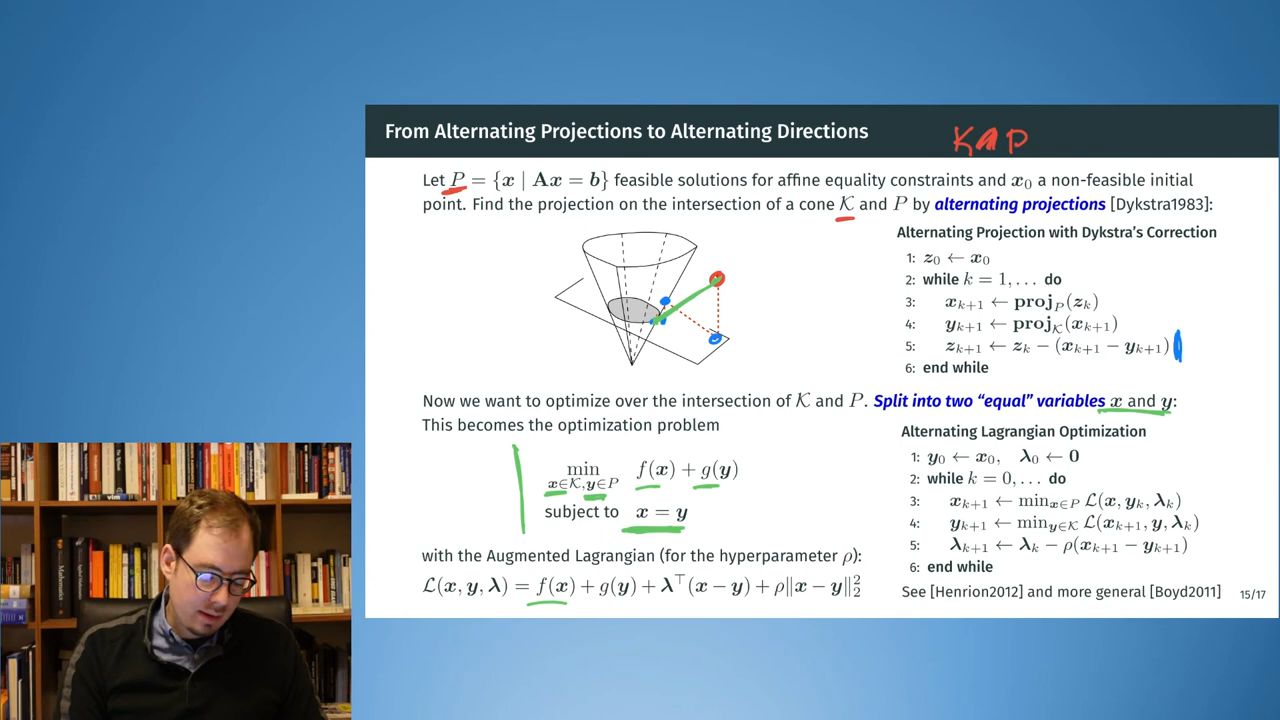 From Alternating Projections to Alternating Directions
K ∩ P
Let P = {x | Ax = b} feasible solutions for affine equality constraints and x₀ a non-feasible initial
point. Find the projection on the intersection of a cone 𝒦 and P by alternating projections [Dykstra1983]:
Alternating Projection with Dykstra's Correction
1: z₀ ← x₀
2: while k = 1, … do
3: xₖ₊₁ ← proj_P(zₖ)
4: yₖ₊₁ ← proj_𝒦(xₖ₊₁)
5: zₖ₊₁ ← zₖ − (xₖ₊₁ − yₖ₊₁)
6: end while
Now we want to optimize over the intersection of 𝒦 and P. Split into two "equal" variables x and y:
This becomes the optimization problem
min f(x) + g(y)
x∈𝒦,y∈P
subject to x = y
with the Augmented Lagrangian (for the hyperparameter ρ):
ℒ(x, y, λ) = f(x) + g(y) + λ⊤(x − y) + ρ‖x − y‖₂²
Alternating Lagrangian Optimization
1: y₀ ← x₀, λ₀ ← 0
2: while k = 0, … do
3: xₖ₊₁ ← min_{x∈P} ℒ(x, yₖ, λₖ)
4: yₖ₊₁ ← min_{y∈𝒦} ℒ(xₖ₊₁, y, λₖ)
5: λₖ₊₁ ← λₖ − ρ(xₖ₊₁ − yₖ₊₁)
6: end while
See [Henrion2012] and more general [Boyd2011]
15/17